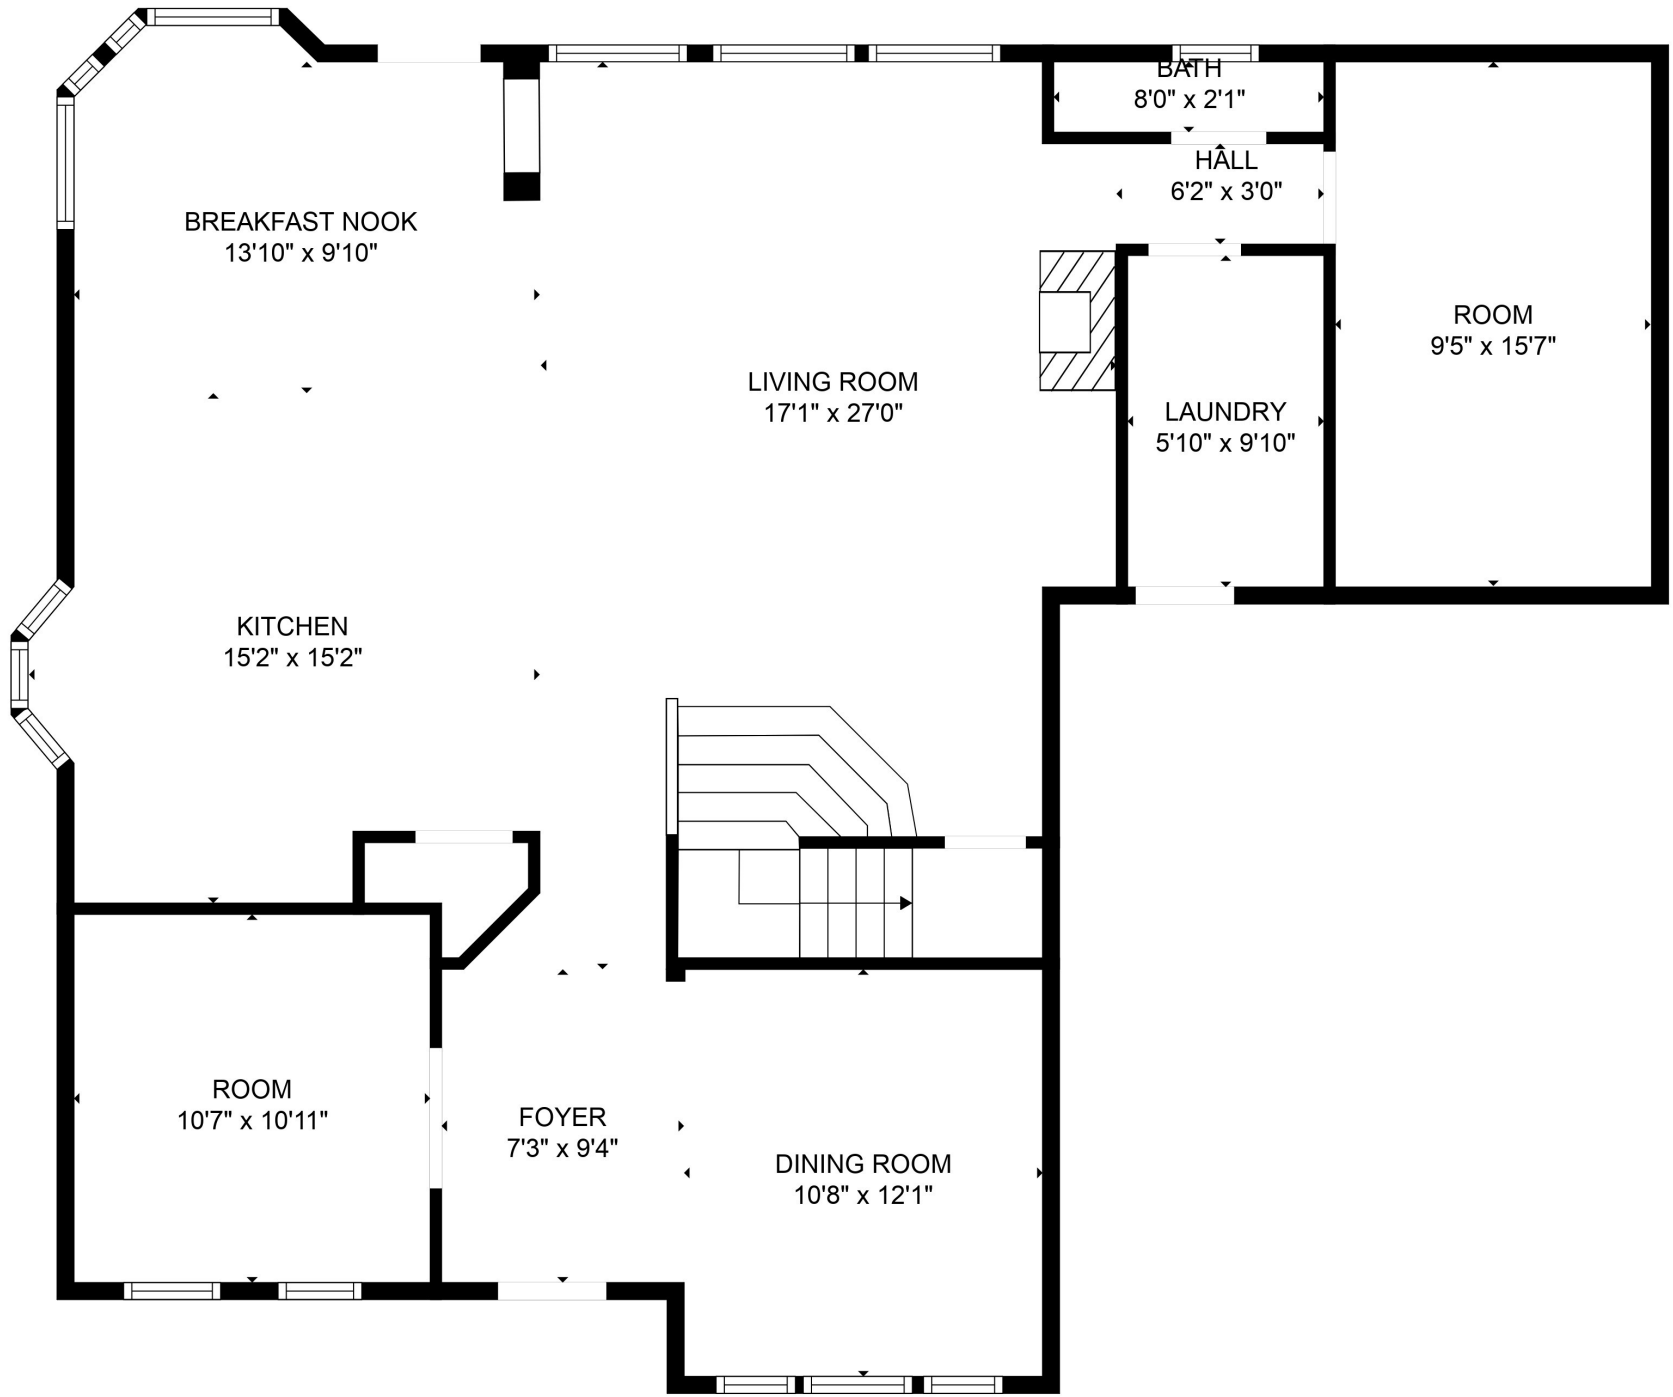 BATH
8'0" x 2'1"
HALL
6'2" x 3'0"
BREAKFAST NOOK
13'10" x 9'10"
ROOM
9'5" x 15'7"
LIVING ROOM
17'1" x 27'0"
LAUNDRY
5'10" x 9'10"
KITCHEN
15'2" x 15'2"
ROOM
10'7" x 10'11"
FOYER
7'3" x 9'4"
DINING ROOM
10'8" x 12'1"